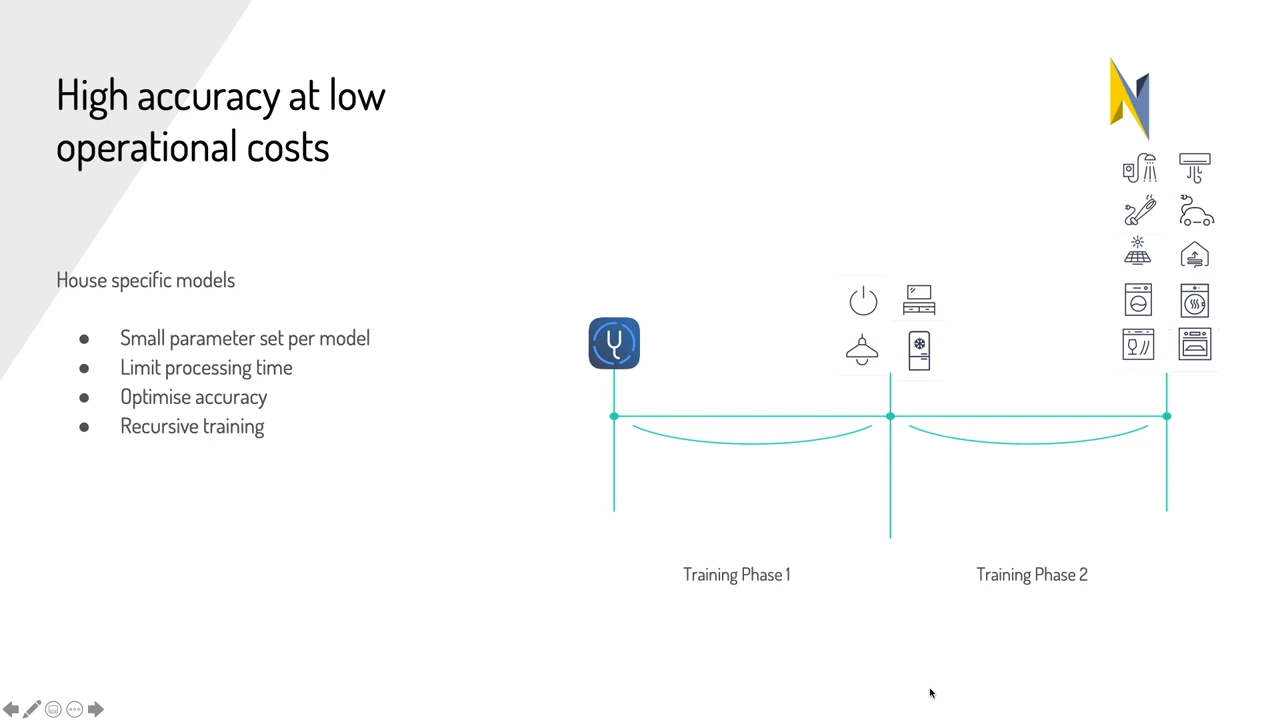 High accuracy at low
operational costs
House specific models
● Small parameter set per model
● Limit processing time
● Optimise accuracy
● Recursive training
Training Phase 1
Training Phase 2